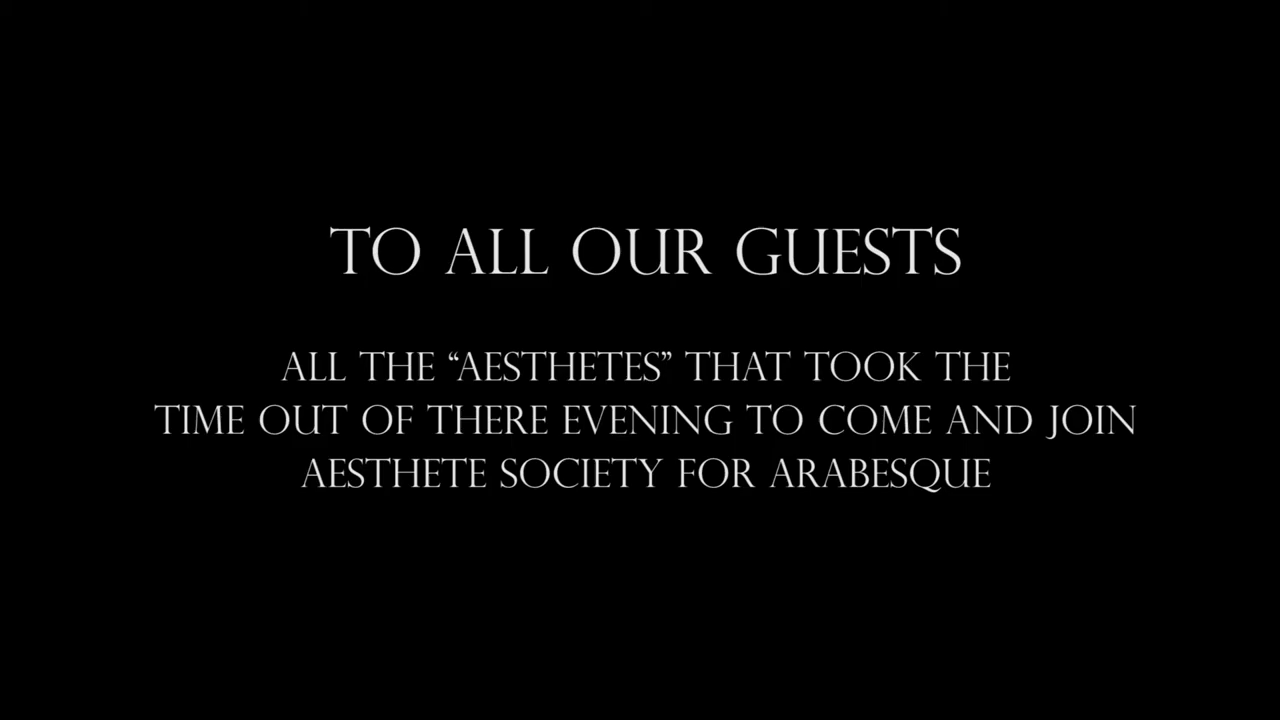 TO ALL OUR GUESTS
ALL THE “AESTHETES” THAT TOOK THE
TIME OUT OF THERE EVENING TO COME AND JOIN
AESTHETE SOCIETY FOR ARABESQUE